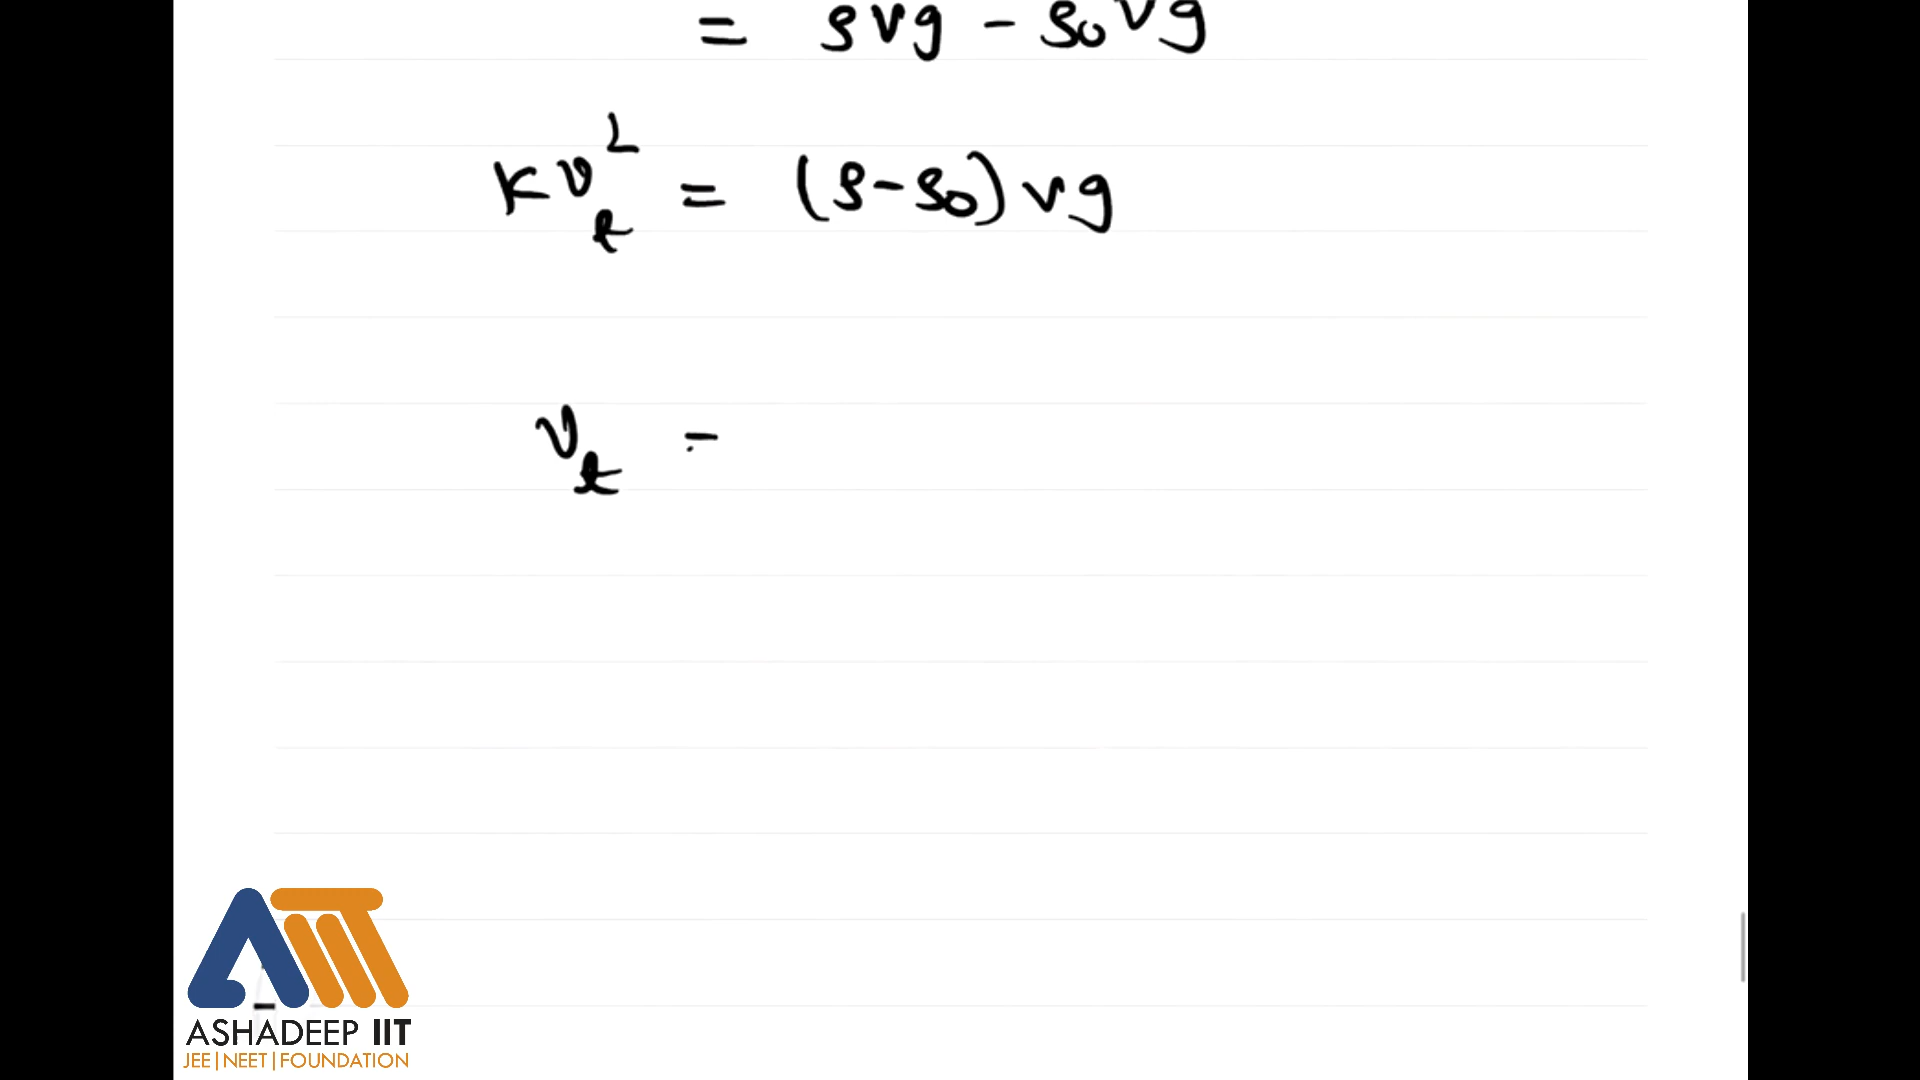 = ρvg - ρ₀vg
kv²ₜ = (ρ-ρ₀)vg
vₜ =
ASHADEEP IIT
JEE|NEET|FOUNDATION